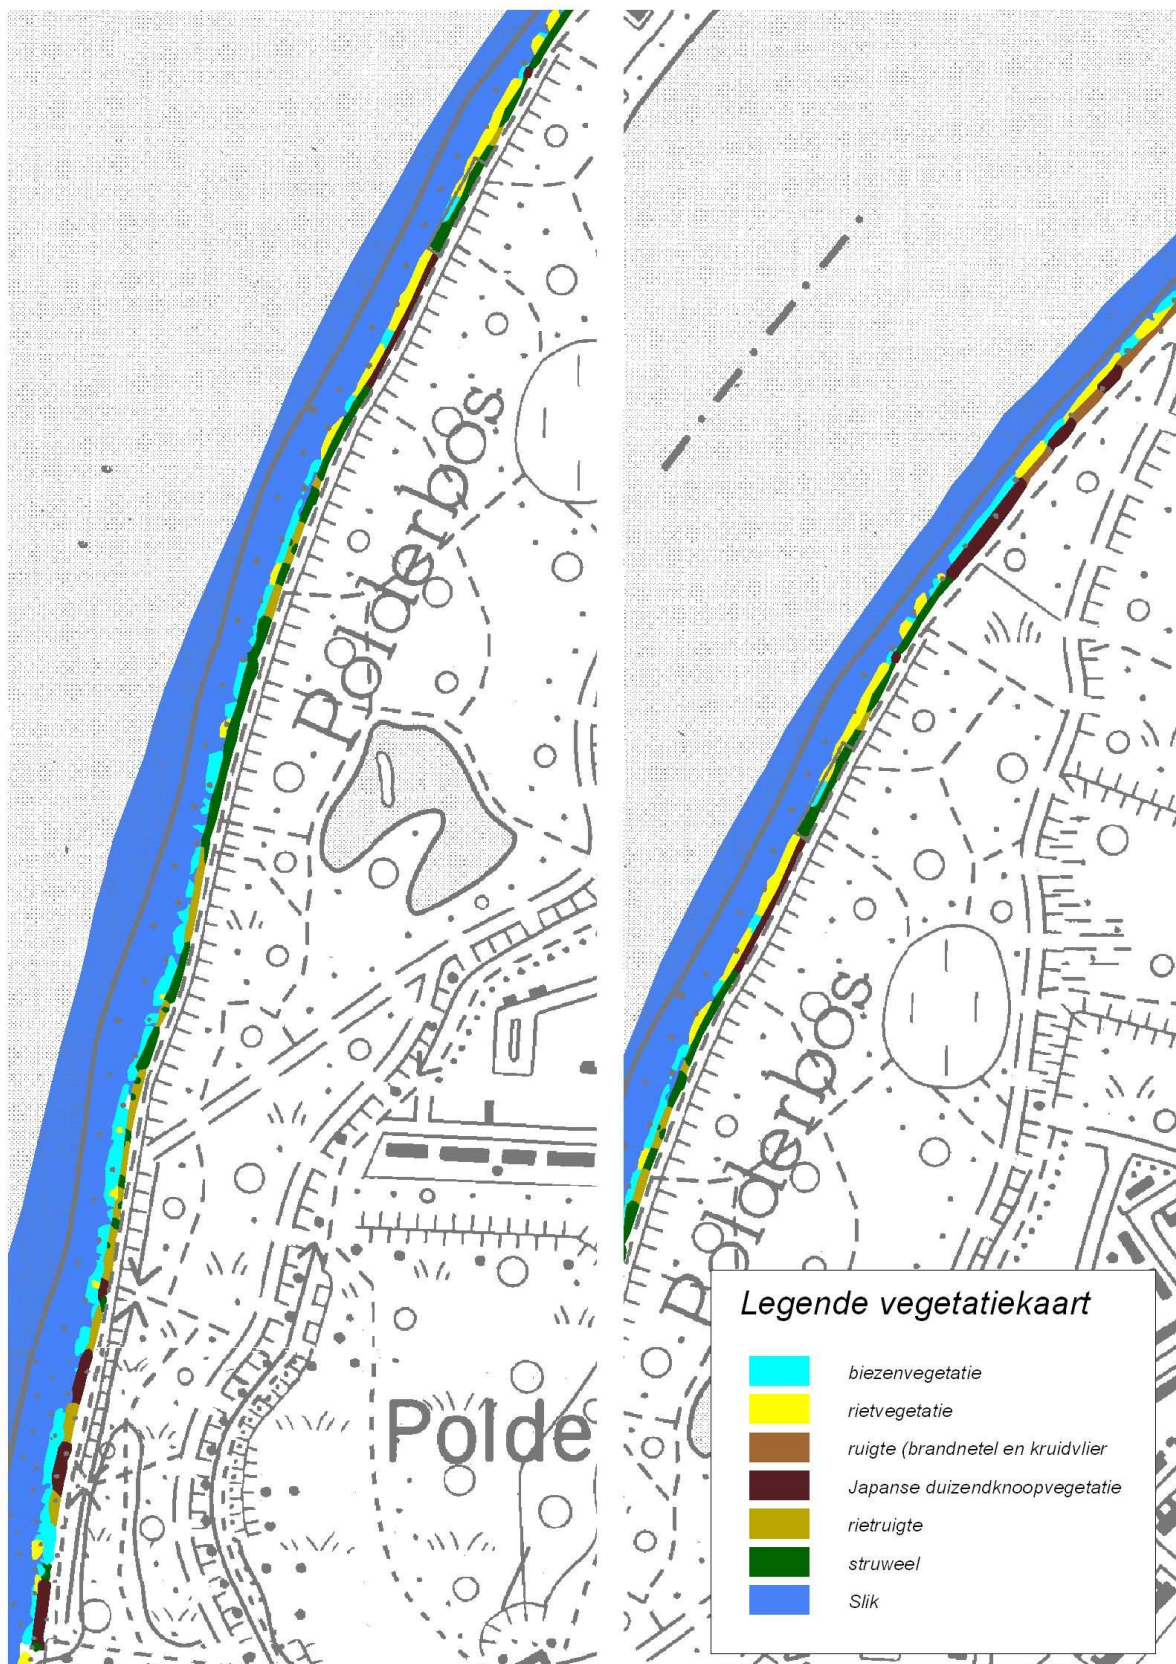 Polderbos
Polde
Polderbos
Legende vegetatiekaart
biezenvegetatie
rietvegetatie
ruigte (brandnetel en kruidvlier
Japanse duizendknoopvegetatie
rietruigte
struweel
Slik